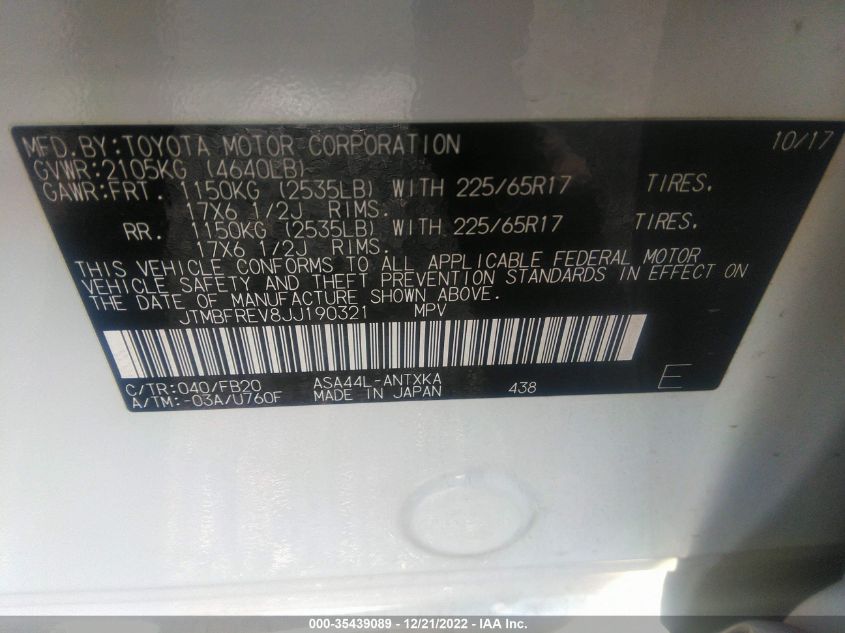 MFD.BY:TOYOTA MOTOR CORPORATION 10/17
GVWR:2105KG (4640LB)
GAWR:FRT. 1150KG (2535LB) WITH 225/65R17 TIRES.
17X6 1/2J RIMS.
RR. 1150KG (2535LB) WITH 225/65R17 TIRES.
17X6 1/2J RIMS.
THIS VEHICLE CONFORMS TO ALL APPLICABLE FEDERAL MOTOR
VEHICLE SAFETY AND THEFT PREVENTION STANDARDS IN EFFECT ON
THE DATE OF MANUFACTURE SHOWN ABOVE.
JTMBFREV8JJ190321 MPV
C/TR:040/FB20 ASA44L-ANTXKA 438 E
A/TM:-03A/U760F MADE IN JAPAN
000-35439089 - 12/21/2022 - IAA Inc.